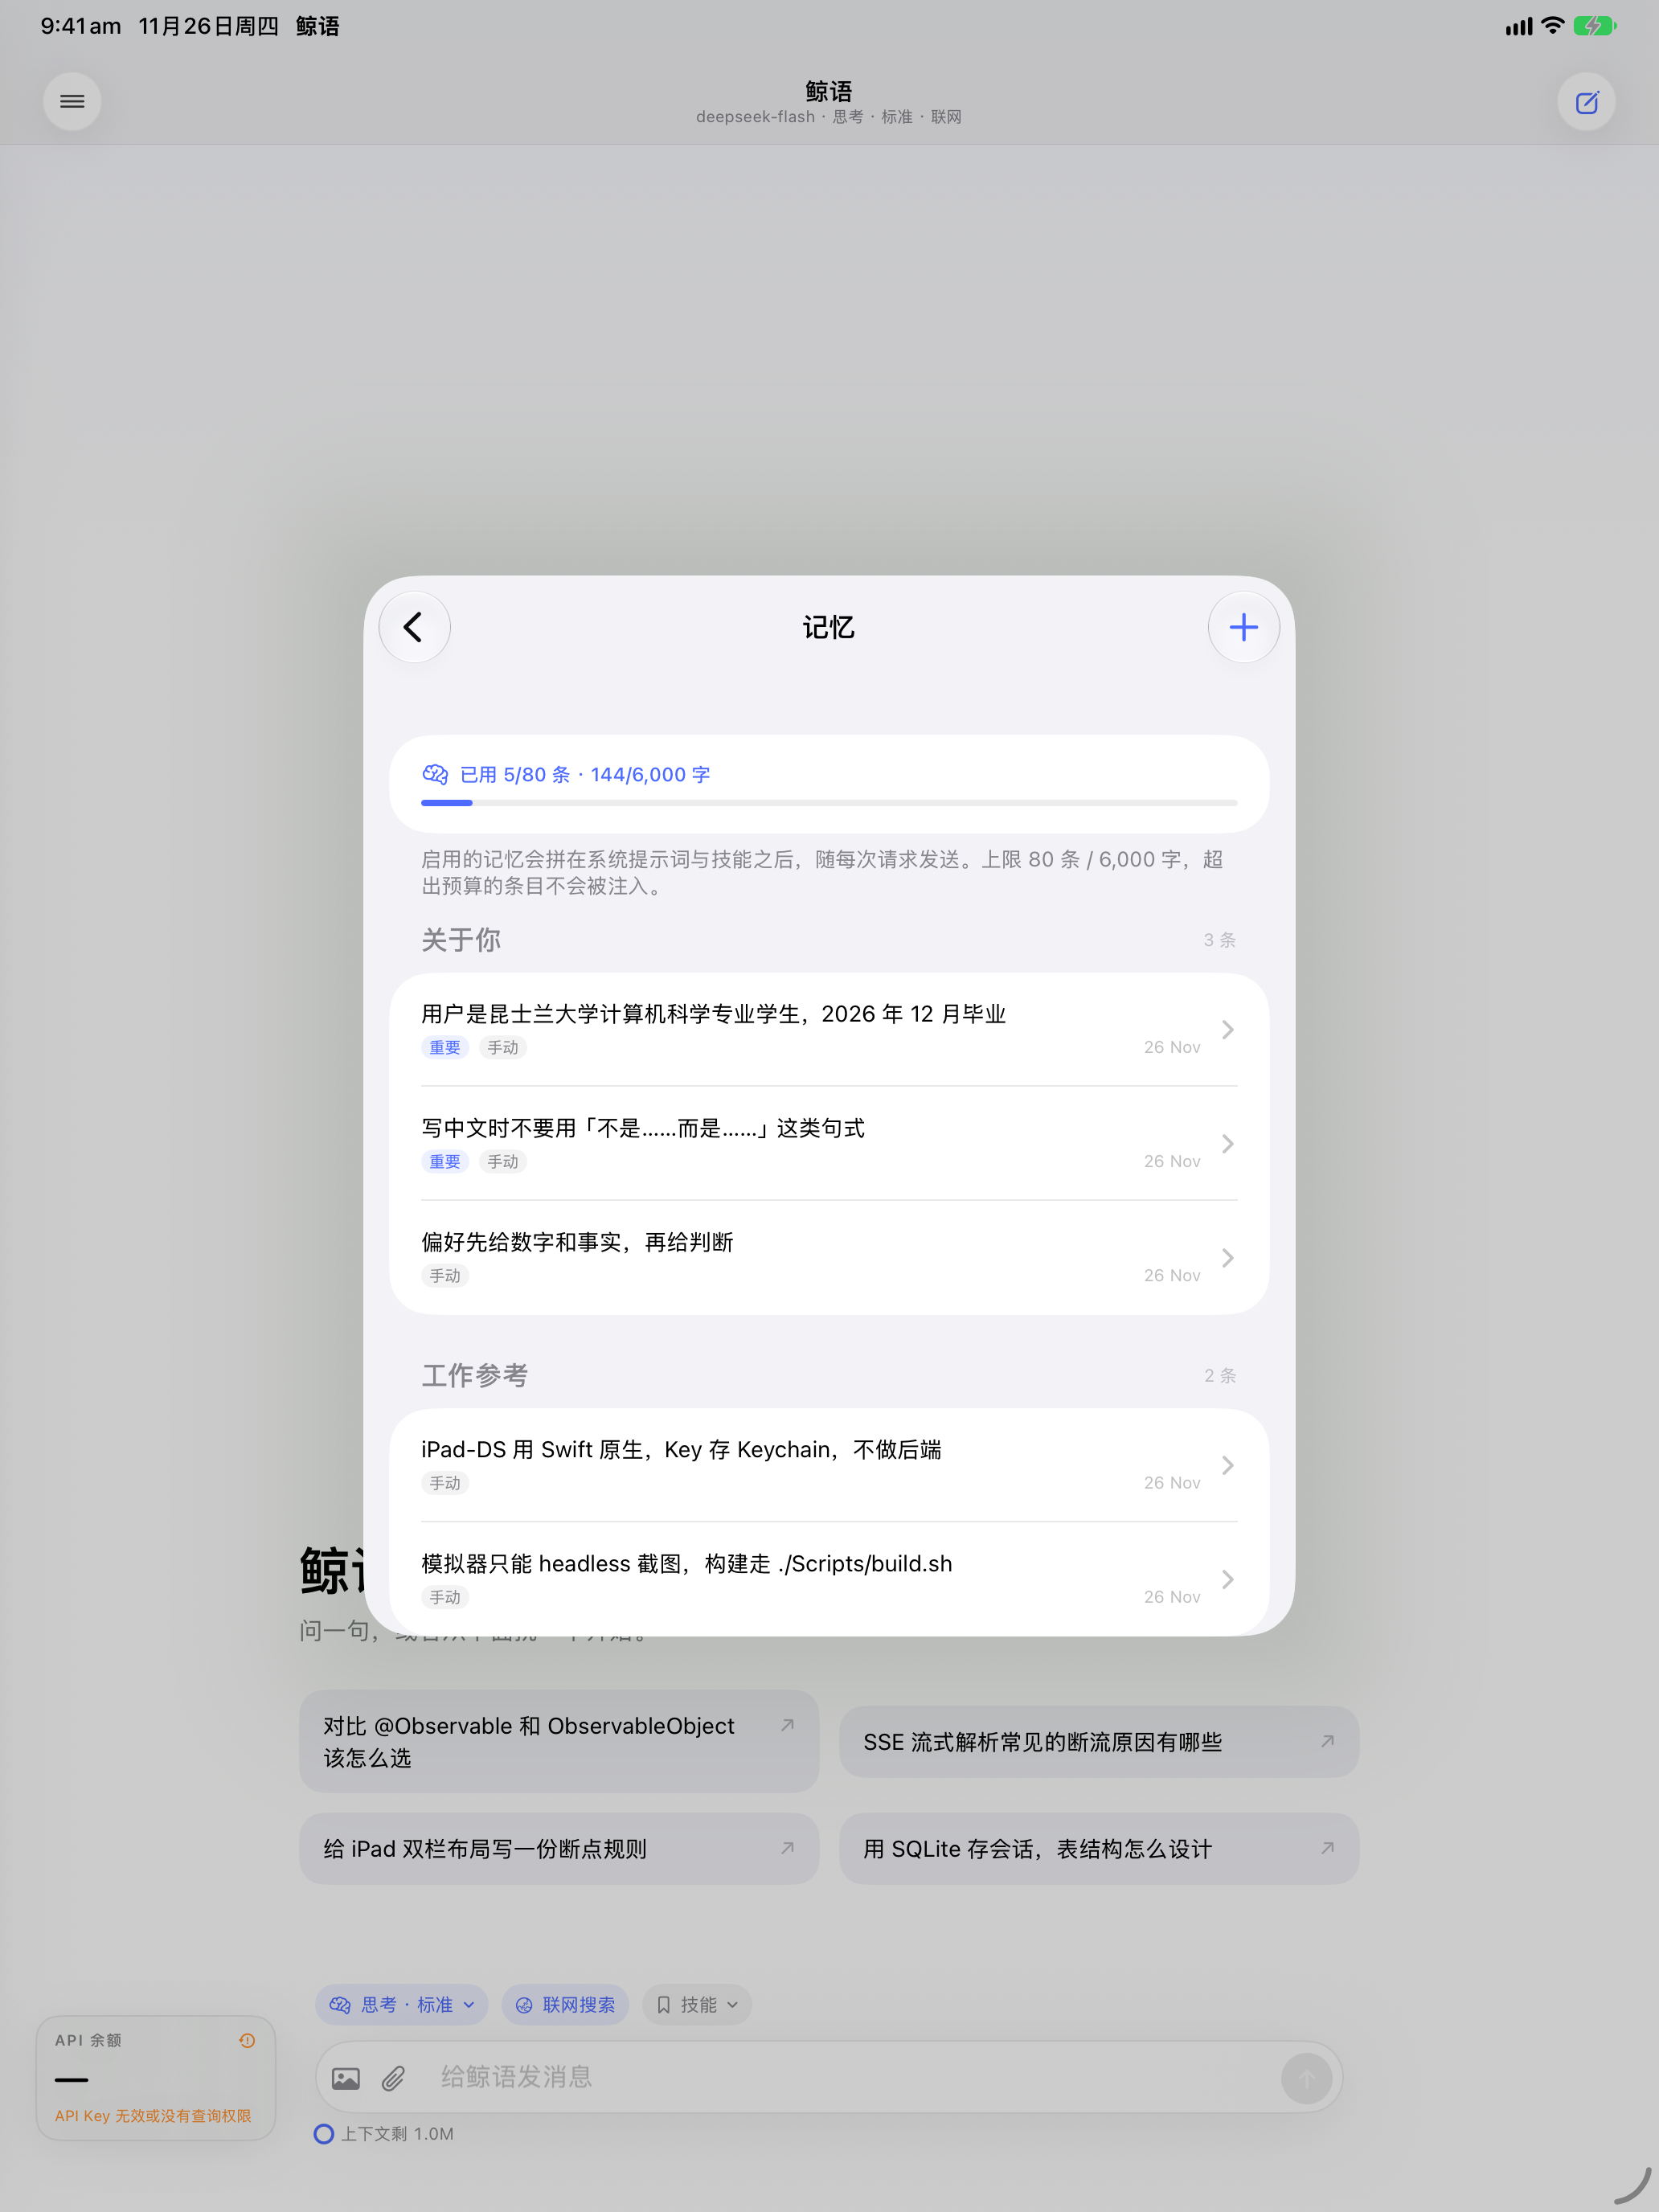 9:41am 11月26日周四 鲸语
鲸语
deepseek-flash · 思考 · 标准 · 联网
记忆
已用 5/80 条 · 144/6,000 字
启用的记忆会拼在系统提示词与技能之后，随每次请求发送。上限 80 条 / 6,000 字，超
出预算的条目不会被注入。
关于你
3 条
用户是昆士兰大学计算机科学专业学生，2026 年 12 月毕业
重要 手动
26 Nov
写中文时不要用「不是……而是……」这类句式
重要 手动
26 Nov
偏好先给数字和事实，再给判断
手动
26 Nov
工作参考
2 条
iPad-DS 用 Swift 原生，Key 存 Keychain，不做后端
手动
26 Nov
模拟器只能 headless 截图，构建走 ./Scripts/build.sh
手动
26 Nov
鲸
问一句，
对比 @Observable 和 ObservableObject
该怎么选
SSE 流式解析常见的断流原因有哪些
给 iPad 双栏布局写一份断点规则
用 SQLite 存会话，表结构怎么设计
思考 · 标准
联网搜索
技能
API 余额
—
API Key 无效或没有查询权限
给鲸语发消息
上下文剩 1.0M